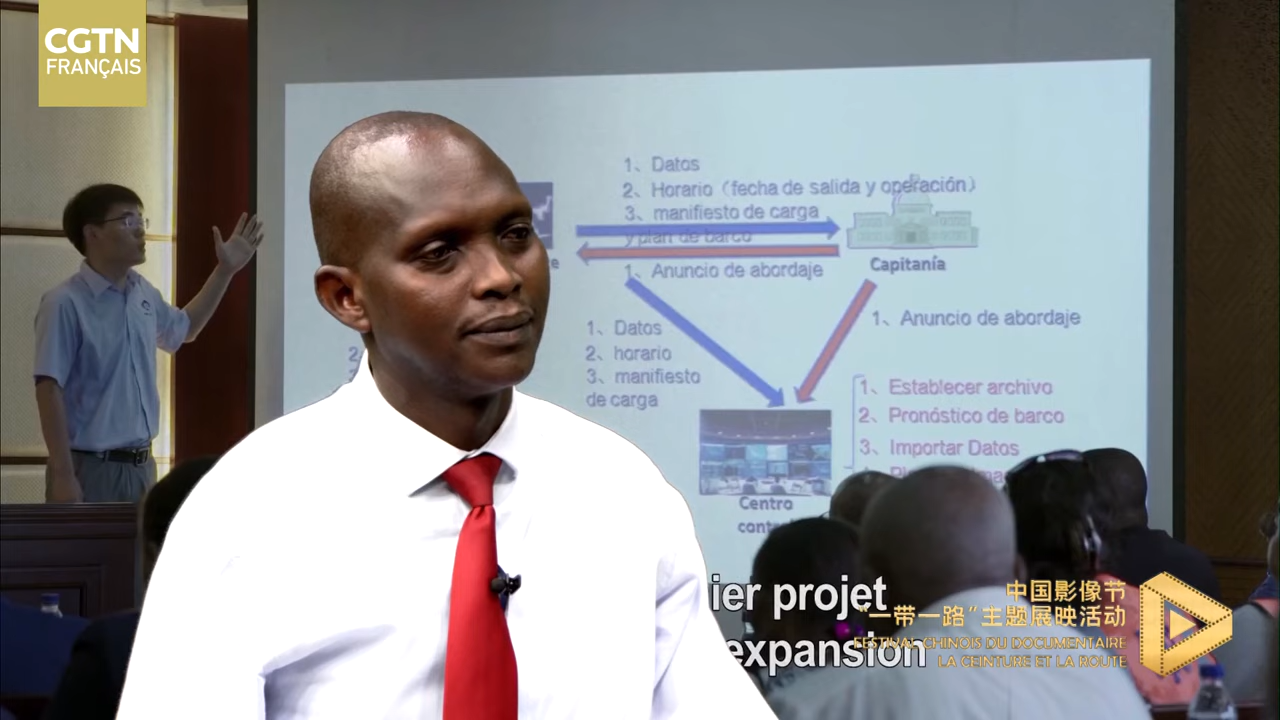 CGTN
FRANÇAIS
1、Datos
2、Horario（fecha de salida y operación）
3、manifiesto de carga
y plan de barco
1、Anuncio de abordaje
Capitanía
1、Anuncio de abordaje
1、Datos
2、horario
3、manifiesto
de carga
1、Establecer archivo
2、Pronóstico de barco
3、Importar Datos
Centro
ier projet
expansion
中国影像节
“一带一路”主题展映活动
FESTIVAL CHINOIS DU DOCUMENTAIRE
LA CEINTURE ET LA ROUTE